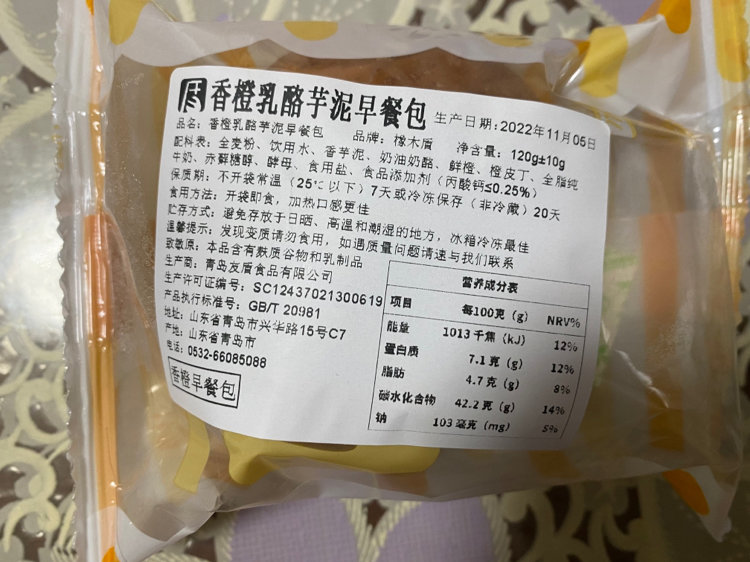 香橙乳酪芋泥早餐包
生产日期: 2022年11月05日
品名: 香橙乳酪芋泥早餐包 品牌: 橡木盾 净含量: 120g±10g
配料表: 全麦粉、饮用水、香芋泥、奶油奶酪、鲜橙、橙皮丁、全脂纯
牛奶、赤藓糖醇、酵母、食用盐、食品添加剂 (丙酸钙≤0.25%)
保质期: 不开袋常温 (25℃以下) 7天或冷冻保存 (非冷藏) 20天
食用方法: 开袋即食，加热口感更佳
贮存方式: 避免存放于日晒、高温和潮湿的地方，冰箱冷冻最佳
温馨提示: 发现变质请勿食用，如遇质量问题请速与我们联系
致敏原: 本品含有麸质谷物和乳制品
生产商: 青岛友盾食品有限公司
生产许可证编号: SC12437021300619
产品执行标准号: GB/T 20981
地址: 山东省青岛市兴华路15号C7
产地: 山东省青岛市
电话: 0532-66085088
香橙早餐包
营养成分表
项目 每100克 (g) NRV%
能量 1013千焦 (kJ) 12%
蛋白质 7.1克 (g) 12%
脂肪 4.7克 (g) 8%
碳水化合物 42.2克 (g) 14%
钠 103毫克 (mg) 5%